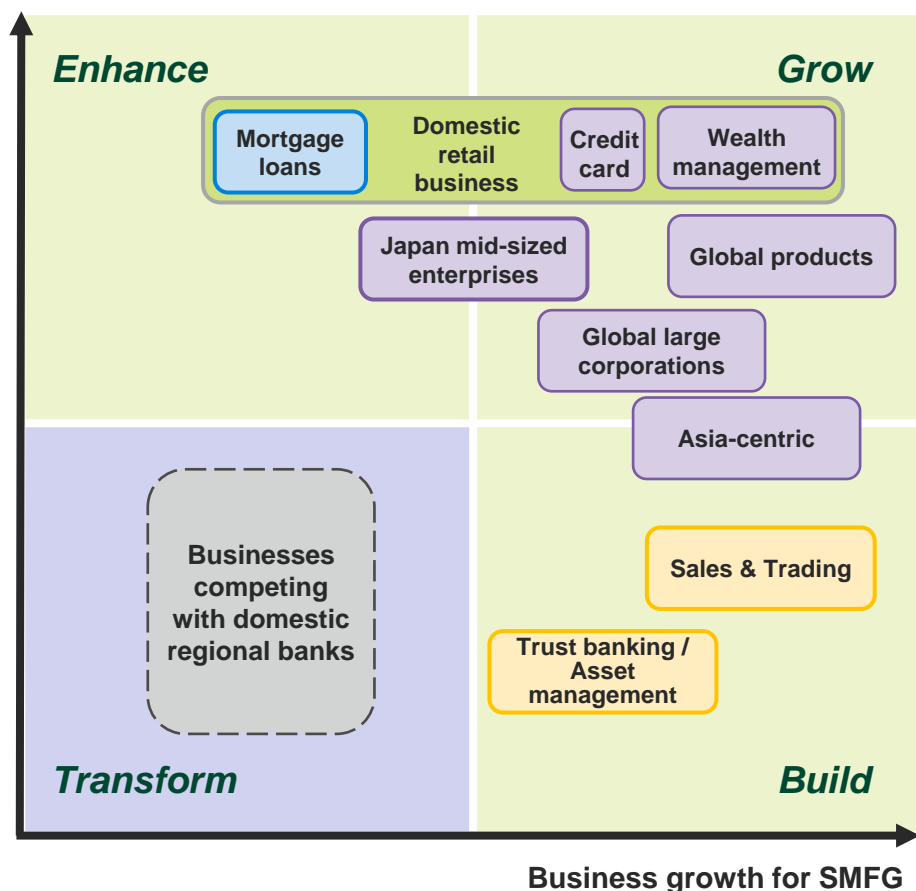 Enhance
Grow
Mortgage
loans
Domestic
retail
business
Credit
card
Wealth
management
Japan mid-sized
enterprises
Global products
Global large
corporations
Asia-centric
Businesses
competing
with domestic
regional banks
Sales & Trading
Trust banking /
Asset
management
Transform
Build
Business growth for SMFG